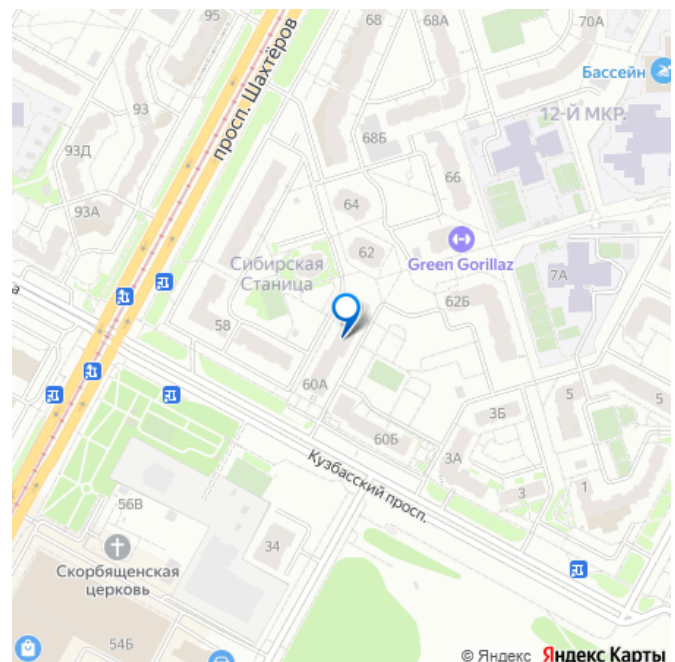 95
68
68А
70А
Бассейн
93
просп. Шахтёров
12-Й МКР.
68Б
93Д
66
64
93А
62
Green Gorillaz
Сибирская
Станица
7А
62Б
а
58
60А
5
5
3Б
60Б
3А
Кузбасский просп.
3
1
56В
34
Скорбященская
церковь
54Б
© Яндекс Яндекс Карты